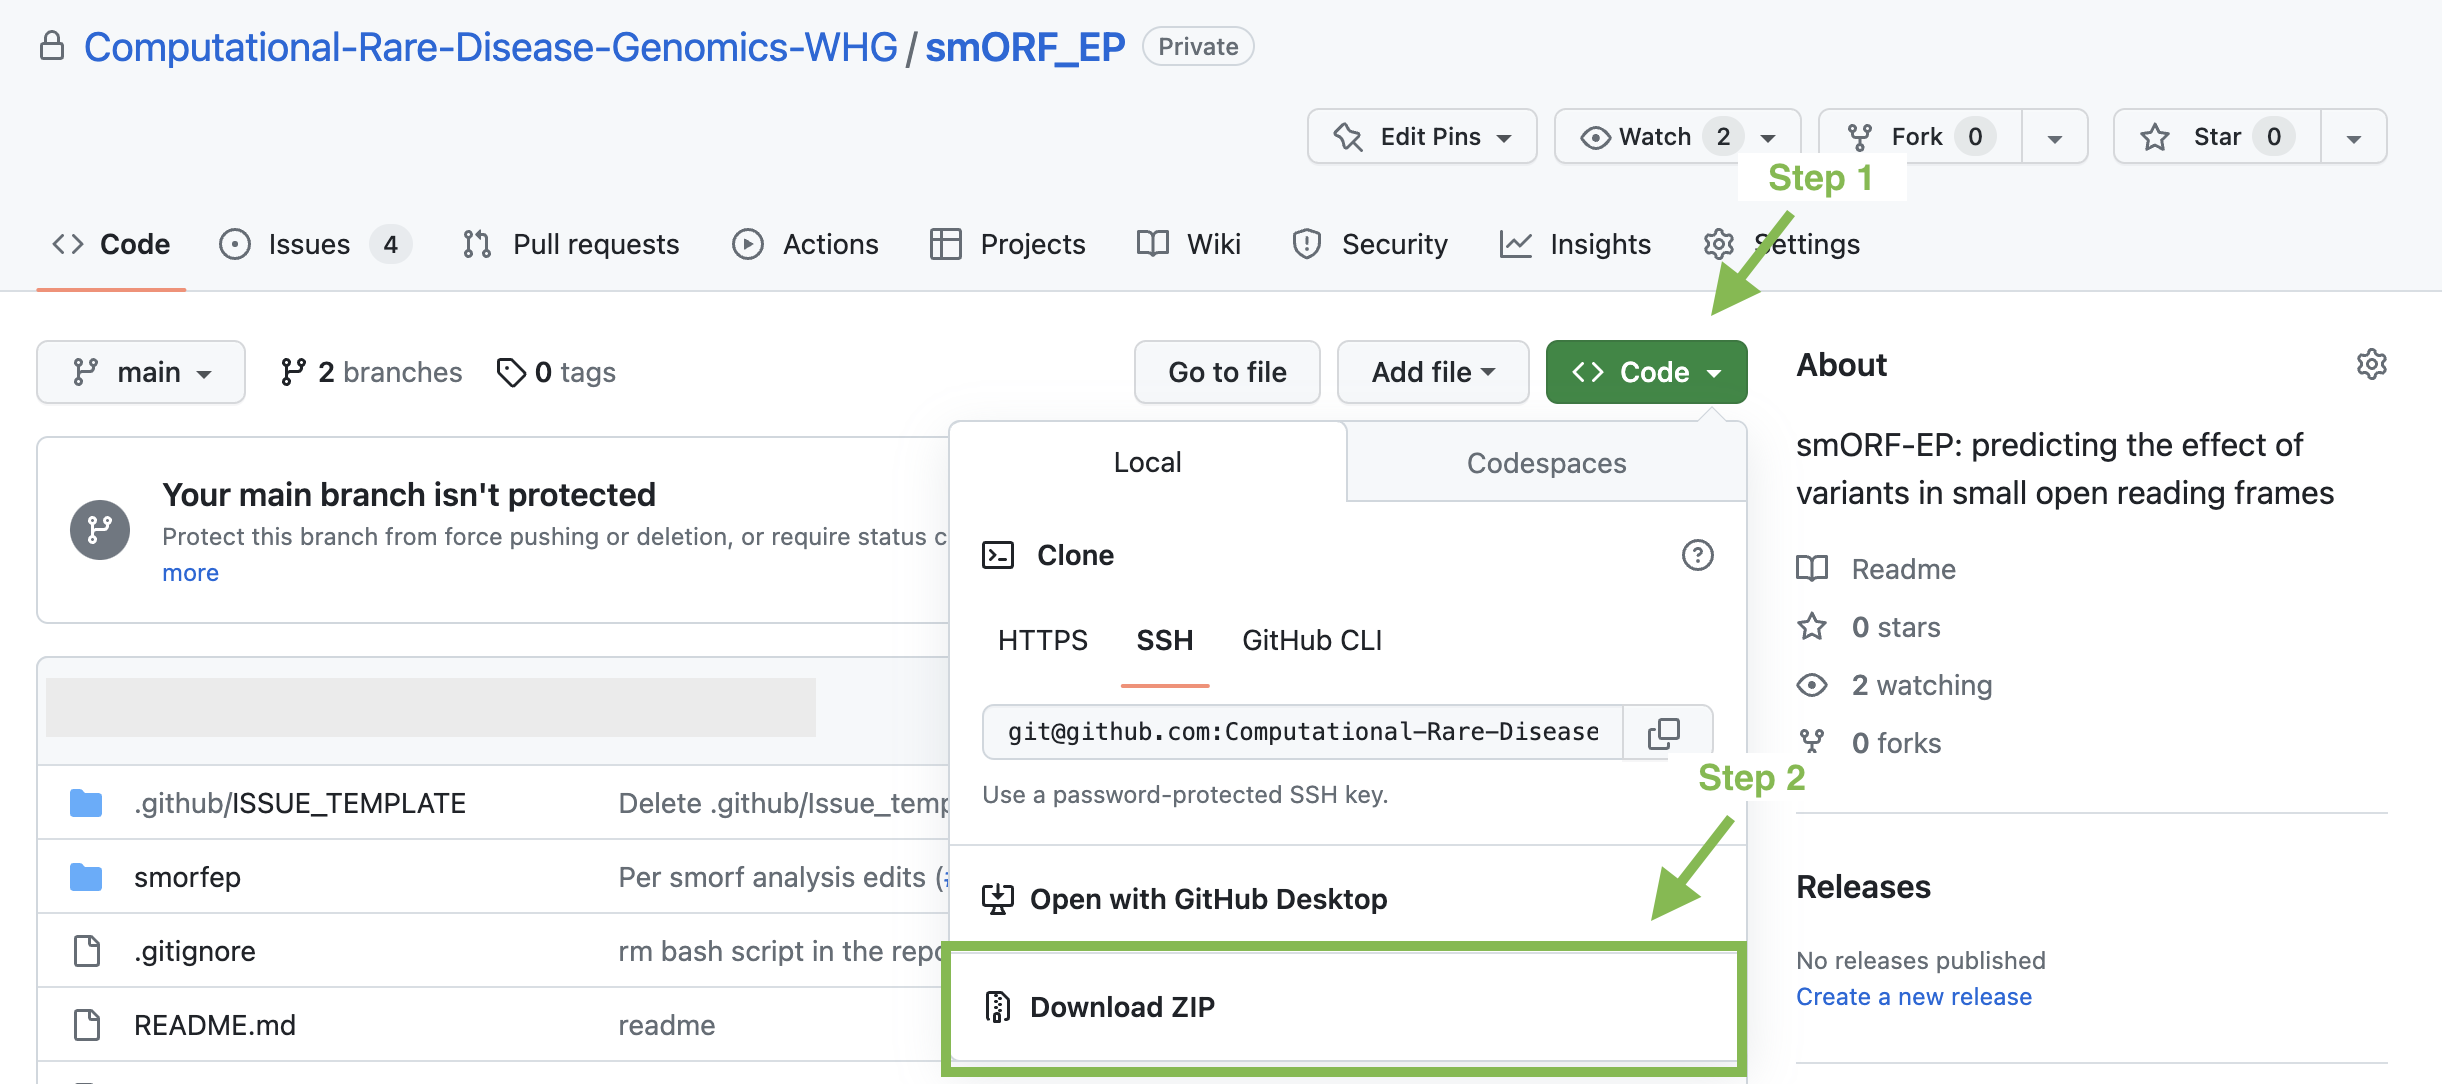 Computational-Rare-Disease-Genomics-WHG / smORF_EP Private
Edit Pins Watch 2 Fork 0 Star 0
Step 1
Code Issues 4 Pull requests Actions Projects Wiki Security Insights Settings
main 2 branches 0 tags Go to file Add file Code
About
smORF-EP: predicting the effect of
variants in small open reading frames
Readme
0 stars
2 watching
0 forks
Releases
No releases published
Create a new release
Your main branch isn't protected
Protect this branch from force pushing or deletion, or require status c
more
Local Codespaces
Clone
HTTPS SSH GitHub CLI
git@github.com:Computational-Rare-Disease
Step 2
Use a password-protected SSH key.
Open with GitHub Desktop
Download ZIP
.github/ISSUE_TEMPLATE Delete .github/Issue_temp
smorfep Per smorf analysis edits (
.gitignore rm bash script in the repo
README.md readme